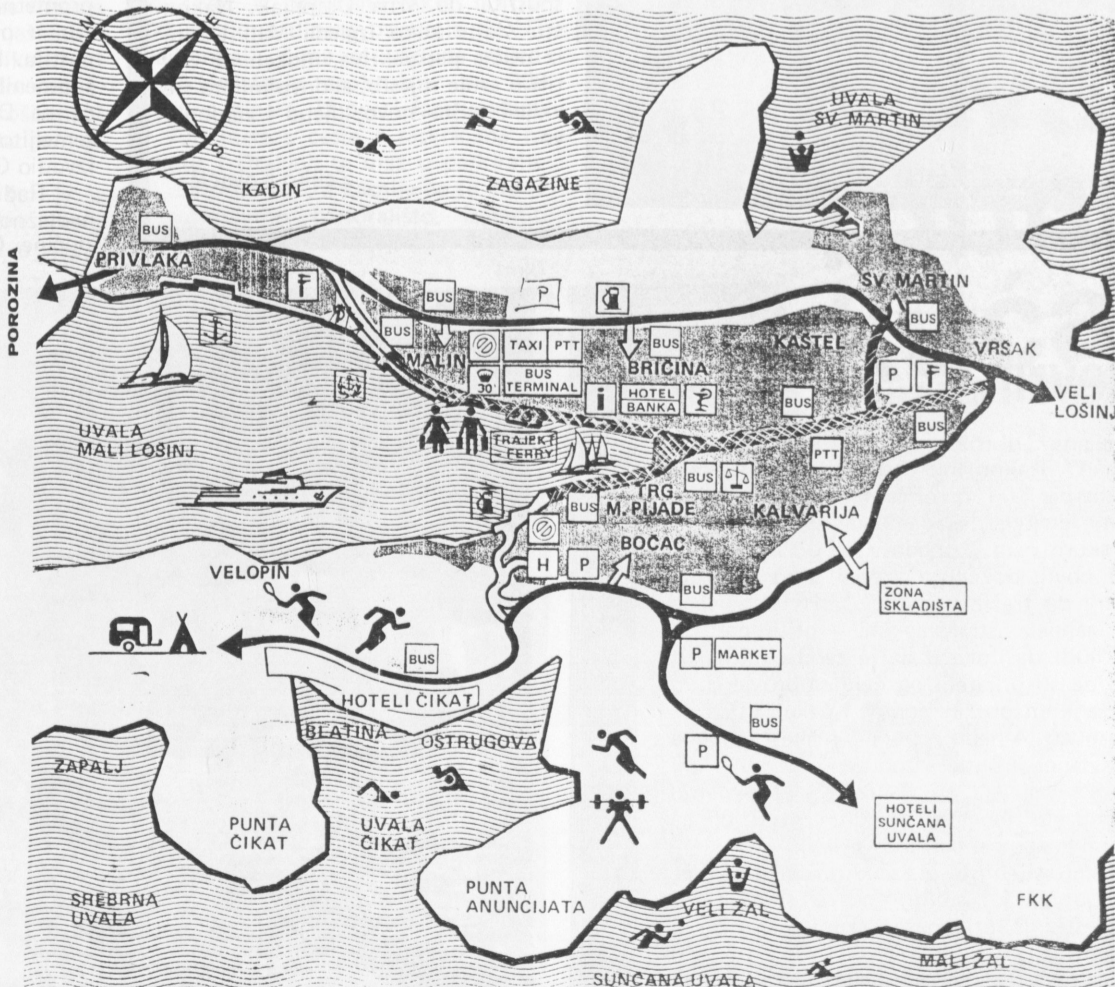 N
E
S
UVALA
SV. MARTIN
KADIN
ZAGAZINE
BUS
PRIVLAKA
POROZINA
SV. MARTIN
BUS
P
BUS
BUS
TAXI
PTT
BUS
KAŠTEL
VRŠAK
MALIN
BRIČINA
30'
BUS
TERMINAL
P
i
HOTEL
BANKA
BUS
VELI
LOŠINJ
UVALA
MALI LOŠINJ
TRAJEKT
- FERRY
BUS
PTT
BUS
TRG
M. PIJADE
BUS
KALVARIJA
BOČAC
H
P
VELOPIN
BUS
ZONA
SKLADIŠTA
BUS
P
MARKET
HOTELI ČIKAT
BLATINA
OSTRUGOVA
BUS
P
ZAPALJ
HOTELI
SUNČANA
UVALA
PUNTA
ČIKAT
UVALA
ČIKAT
SREBRNA
UVALA
PUNTA
ANUNCIJATA
VELI ŽAL
FKK
MALI ŽAL
SUNČANA UVALA